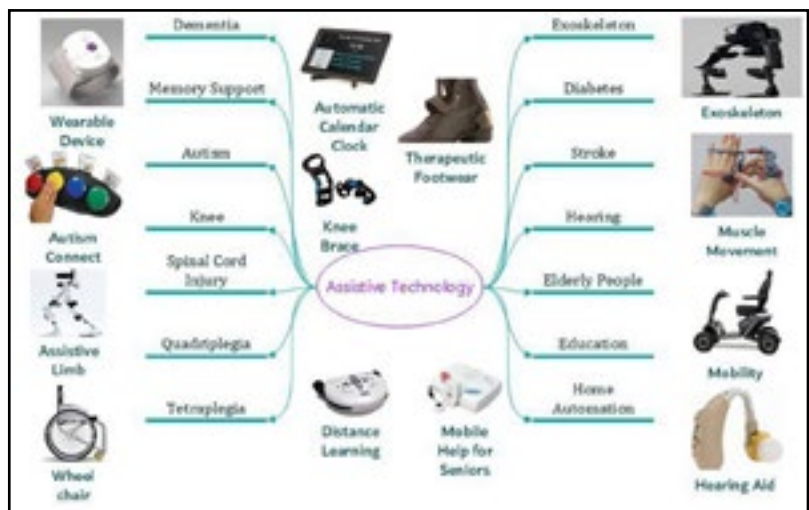 Dementia
Exoskeleton
Memory Support
Diabetes
Wearable
Device
Automatic
Calendar
Clock
Exoskeleton
Autism
Therapeutic
Footwear
Stroke
Knee
Hearing
Autism
Connect
Knee
Brace
Muscle
Movement
Spinal Cord
Injury
Assistive Technology
Elderly People
Assistive
Limb
Quadriplegia
Education
Mobility
Tetraplegia
Home
Automation
Distance
Learning
Mobile
Help for
Seniors
Wheel
chair
Hearing Aid